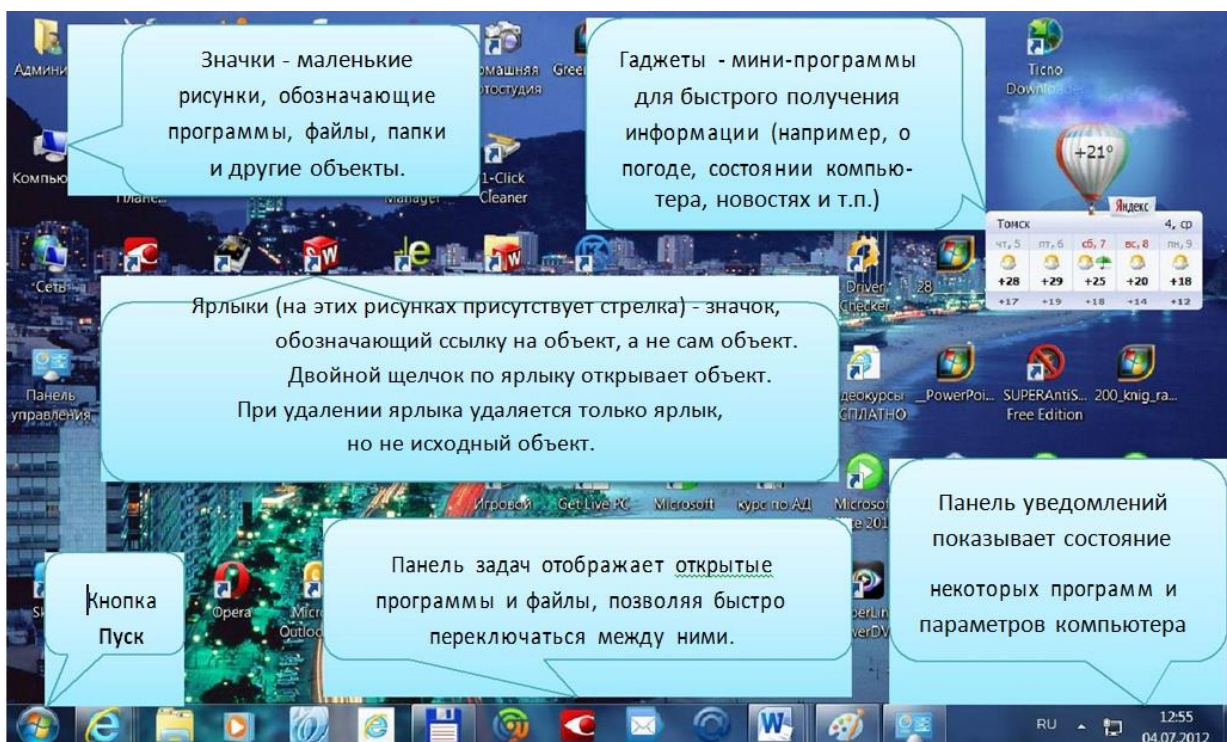 Значки - маленькие
рисунки, обозначающие
программы, файлы, папки
и другие объекты.
Гаджеты - мини-программы
для быстрого получения
информации (например, о
погоде, состоянии компью-
тера, новостях и т.п.)
Ticno
+21°
Яндекс
Томск 4, ср
чт, 5 пт, 6 сб, 7 вс, 8 пн, 9
+28 +29 +25 +20 +18
+17 +19 +18 +14 +12
1-Click
Cleaner
Сеть
Driver
Checker
28
Ярлыки (на этих рисунках присутствует стрелка) - значок,
обозначающий ссылку на объект, а не сам объект.
Двойной щелчок по ярлыку открывает объект.
При удалении ярлыка удаляется только ярлык,
но не исходный объект.
Панель
управления
_PowerPoi...
SUPERAntiS...
Free Edition
200_knig_ra...
Игровой
Get Live PC
Microsoft
курс по АД
Панель уведомлений
показывает состояние
некоторых программ и
параметров компьютера
Кнопка
Пуск
Opera
Панель задач отображает открытые
программы и файлы, позволяя быстро
переключаться между ними.
RU
12:55
04.07.2012